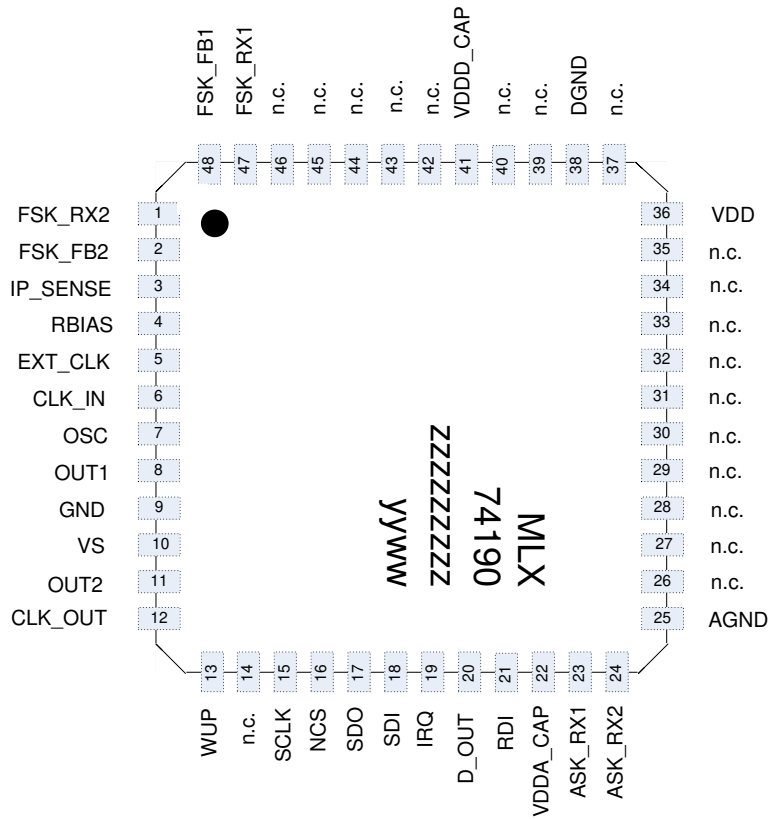 FSK_FB1
FSK_RX1
n.c.
n.c.
n.c.
n.c.
n.c.
VDDD_CAP
n.c.
n.c.
DGND
n.c.
48
47
46
45
44
43
42
41
40
39
38
37
FSK_RX2 1
FSK_FB2 2
IP_SENSE 3
RBIAS 4
EXT_CLK 5
CLK_IN 6
OSC 7
OUT1 8
GND 9
VS 10
OUT2 11
CLK_OUT 12
36 VDD
35 n.c.
34 n.c.
33 n.c.
32 n.c.
31 n.c.
30 n.c.
29 n.c.
28 n.c.
27 n.c.
26 n.c.
25 AGND
MLX
74190
zzzzzzzzz
yyww
13
14
15
16
17
18
19
20
21
22
23
24
WUP
n.c.
SCLK
NCS
SDO
SDI
IRQ
D_OUT
RDI
VDDA_CAP
ASK_RX1
ASK_RX2